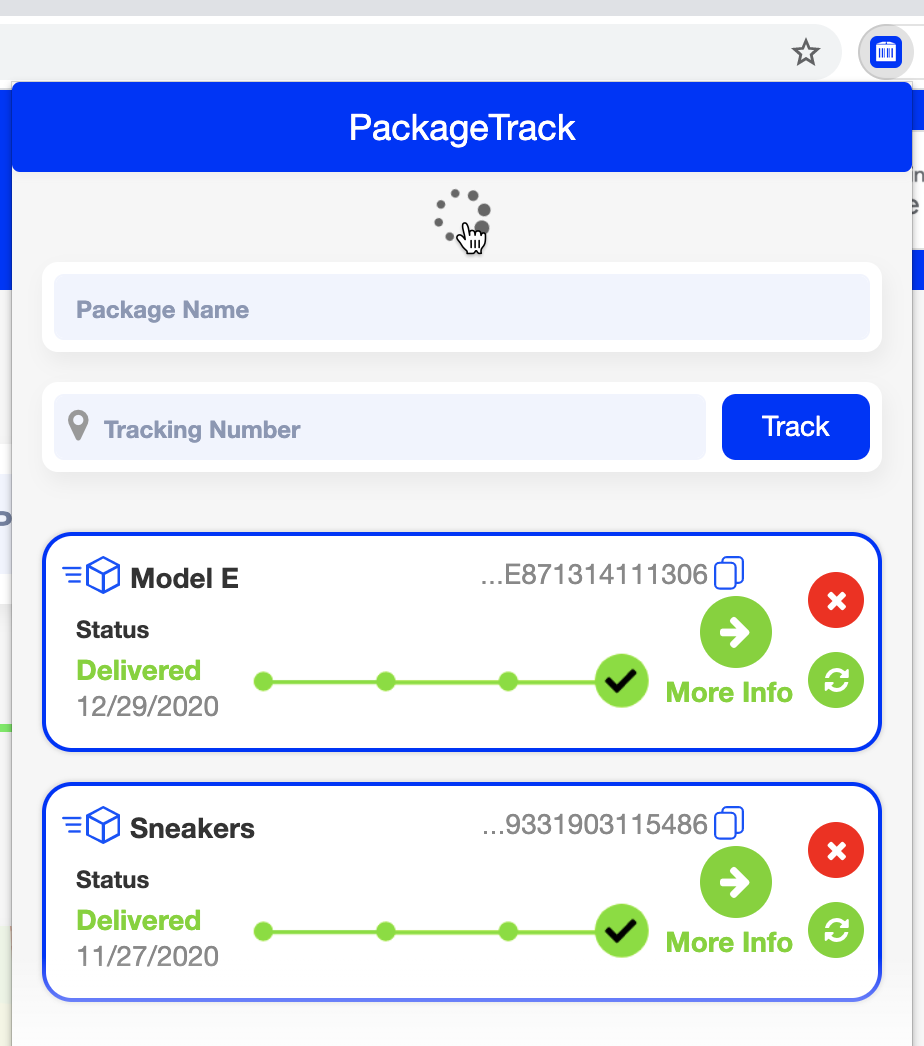 PackageTrack
Package Name
Tracking Number
Track
Model E
...E871314111306
Status
Delivered
12/29/2020
More Info
Sneakers
...9331903115486
Status
Delivered
11/27/2020
More Info